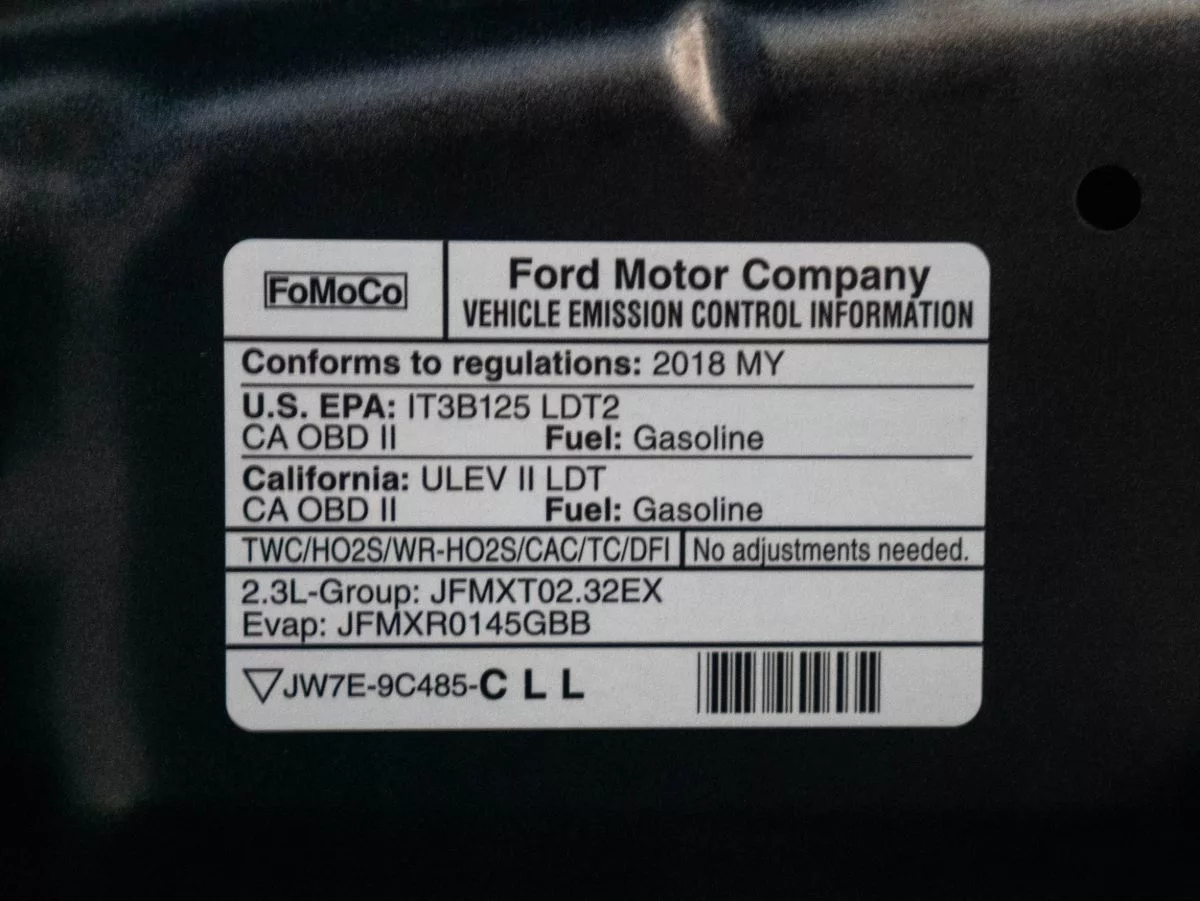 FoMoCo
Ford Motor Company
VEHICLE EMISSION CONTROL INFORMATION
Conforms to regulations: 2018 MY
U.S. EPA: IT3B125 LDT2
CA OBD II Fuel: Gasoline
California: ULEV II LDT
CA OBD II Fuel: Gasoline
TWC/HO2S/WR-HO2S/CAC/TC/DFI No adjustments needed.
2.3L-Group: JFMXT02.32EX
Evap: JFMXR0145GBB
JW7E-9C485-C L L